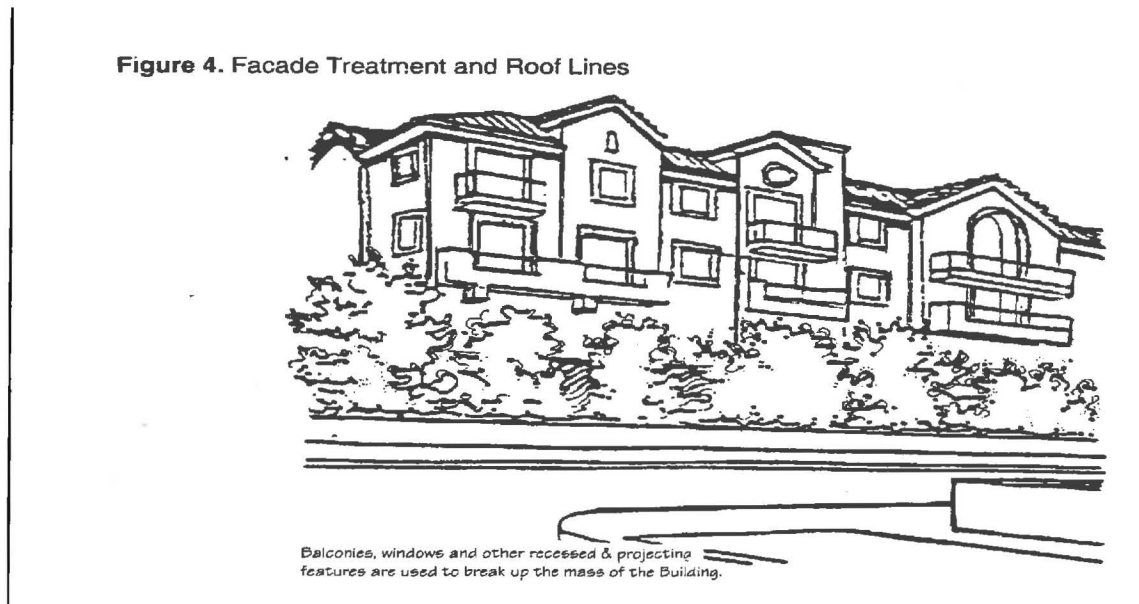 Figure 4. Facade Treatment and Roof Lines
Balconies, windows and other recessed & projecting
features are used to break up the mass of the Building.